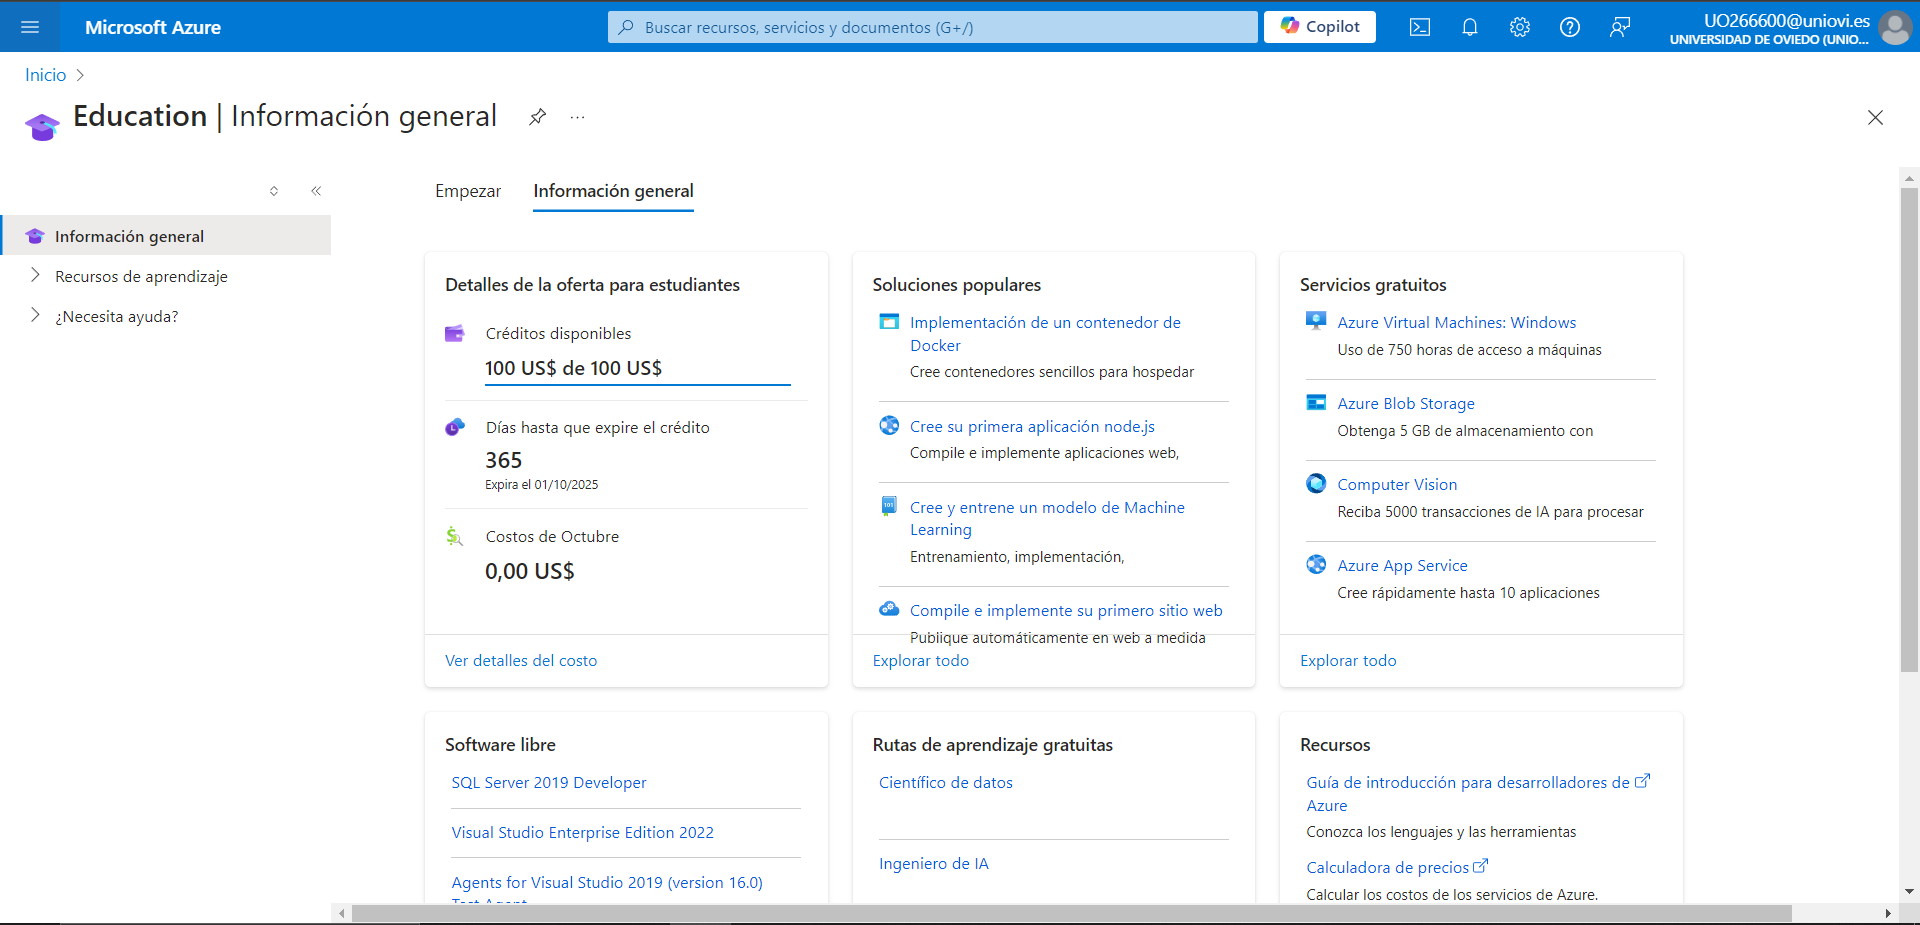 Microsoft Azure
Buscar recursos, servicios y documentos (G+/)
Copilot
UO266600@uniovi.es
UNIVERSIDAD DE OVIEDO (UNIO...
Inicio
Education | Información general
...
Información general
Recursos de aprendizaje
¿Necesita ayuda?
Empezar
Información general
Detalles de la oferta para estudiantes
Créditos disponibles
100 US$ de 100 US$
Días hasta que expire el crédito
365
Expira el 01/10/2025
Costos de Octubre
0,00 US$
Ver detalles del costo
Soluciones populares
Implementación de un contenedor de
Docker
Cree contenedores sencillos para hospedar
Cree su primera aplicación node.js
Compile e implemente aplicaciones web,
Cree y entrene un modelo de Machine
Learning
Entrenamiento, implementación,
Compile e implemente su primero sitio web
Publique automáticamente en web a medida
Explorar todo
Servicios gratuitos
Azure Virtual Machines: Windows
Uso de 750 horas de acceso a máquinas
Azure Blob Storage
Obtenga 5 GB de almacenamiento con
Computer Vision
Reciba 5000 transacciones de IA para procesar
Azure App Service
Cree rápidamente hasta 10 aplicaciones
Explorar todo
Software libre
SQL Server 2019 Developer
Visual Studio Enterprise Edition 2022
Agents for Visual Studio 2019 (version 16.0)
Test Agent
Rutas de aprendizaje gratuitas
Científico de datos
Ingeniero de IA
Recursos
Guía de introducción para desarrolladores de
Azure
Conozca los lenguajes y las herramientas
Calculadora de precios
Calcular los costos de los servicios de Azure.